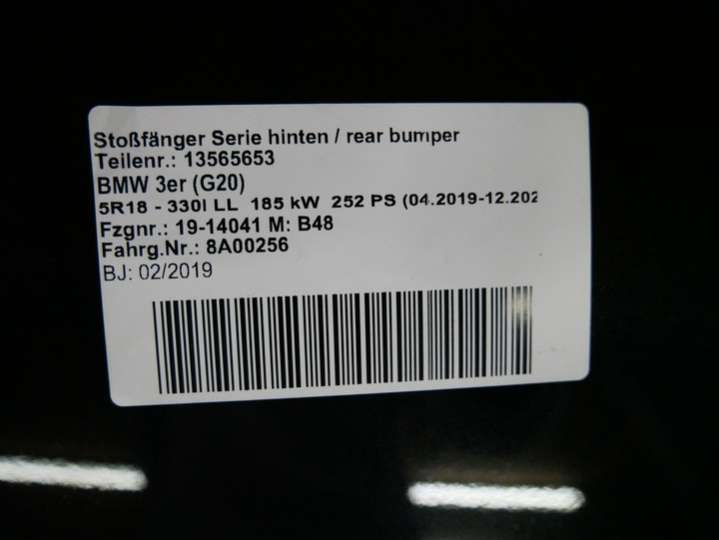 Stoßfänger Serie hinten / rear bumper
Teilenr.: 13565653
BMW 3er (G20)
5R18 - 330I LL 185 kW 252 PS (04.2019-12.202
Fzgnr.: 19-14041 M: B48
Fahrg.Nr.: 8A00256
BJ: 02/2019